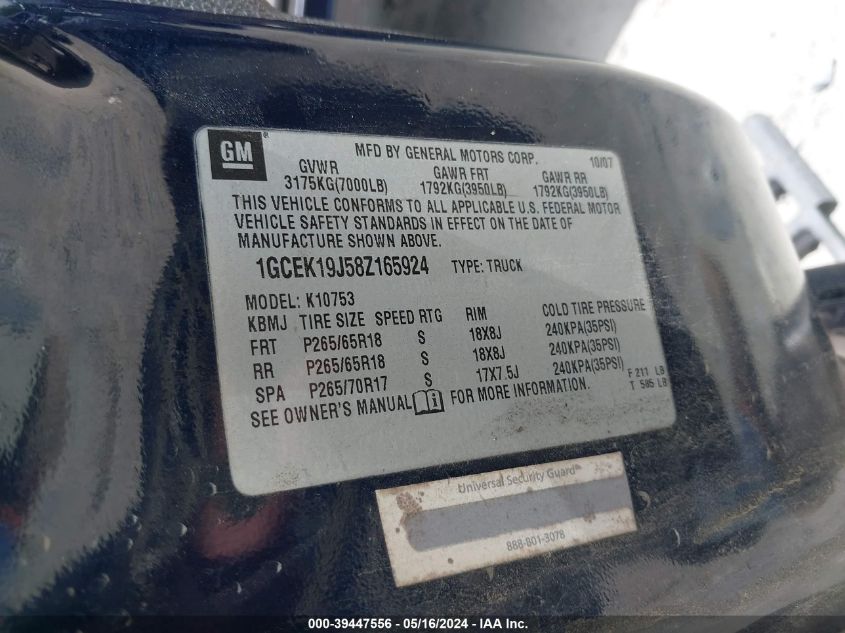 GM®
MFD BY GENERAL MOTORS CORP. 10/07
GVWR GAWR FRT GAWR RR
3175KG(7000LB) 1792KG(3950LB) 1792KG(3950LB)
THIS VEHICLE CONFORMS TO ALL APPLICABLE U.S. FEDERAL MOTOR
VEHICLE SAFETY STANDARDS IN EFFECT ON THE DATE OF
MANUFACTURE SHOWN ABOVE.
1GCEK19J58Z165924 TYPE: TRUCK
MODEL: K10753
KBMJ TIRE SIZE SPEED RTG RIM COLD TIRE PRESSURE
FRT P265/65R18 S 18X8J 240KPA(35PSI)
RR P265/65R18 S 18X8J 240KPA(35PSI)
SPA P265/70R17 S 17X7.5J 240KPA(35PSI)
F 211 LB
T 585 LB
SEE OWNER'S MANUAL FOR MORE INFORMATION.
Universal Security Guard
888-801-3078
000-39447556 - 05/16/2024 - IAA Inc.